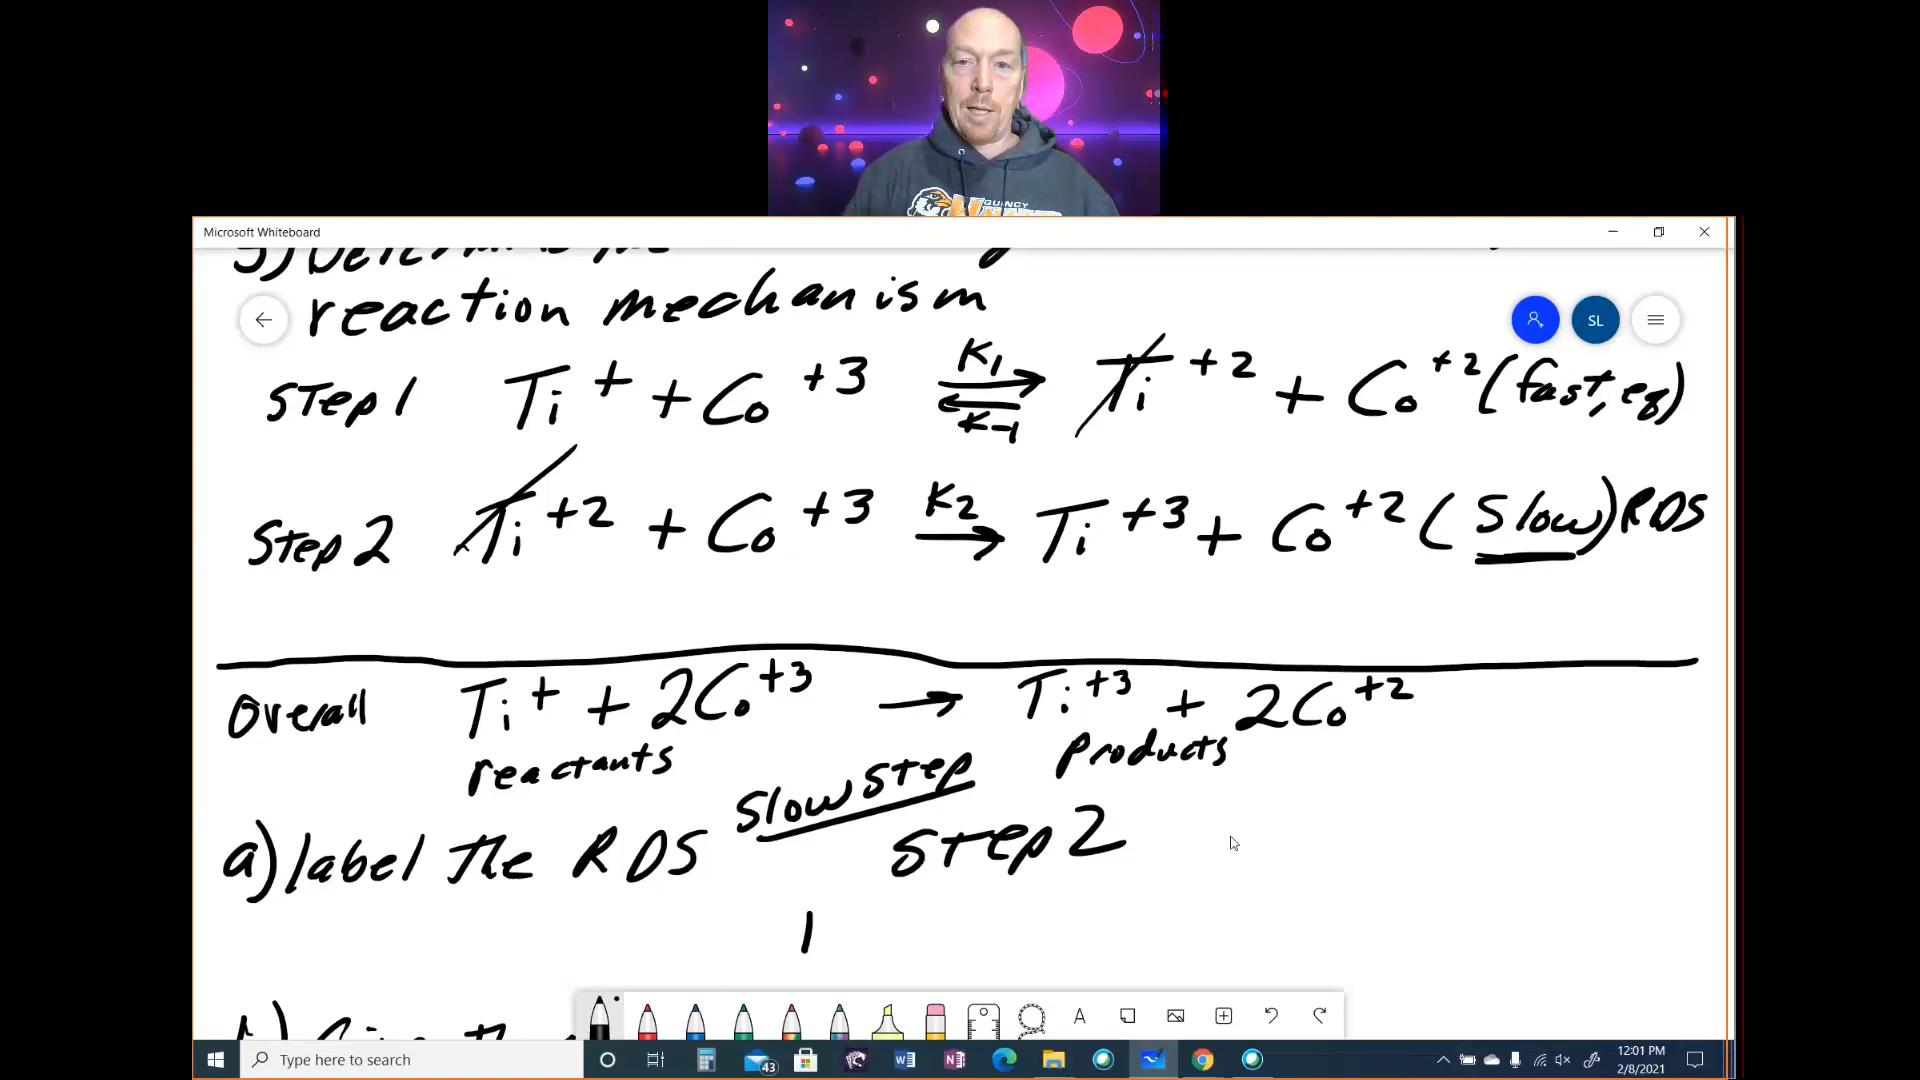 QUINCY
Microsoft Whiteboard
reaction mechanism
SL
Step 1 Ti + + Co +3 K1 K-1 Ti +2 + Co +2 (fast, eq)
Step 2 Ti +2 + Co +3 K2 → Ti +3 + Co +2 (Slow) RDS
Overall Ti + + 2Co +3 → Ti +3 + 2Co +2
reactants products
slow step
a) label the RDS step 2
A
Type here to search
43
12:01 PM
2/8/2021